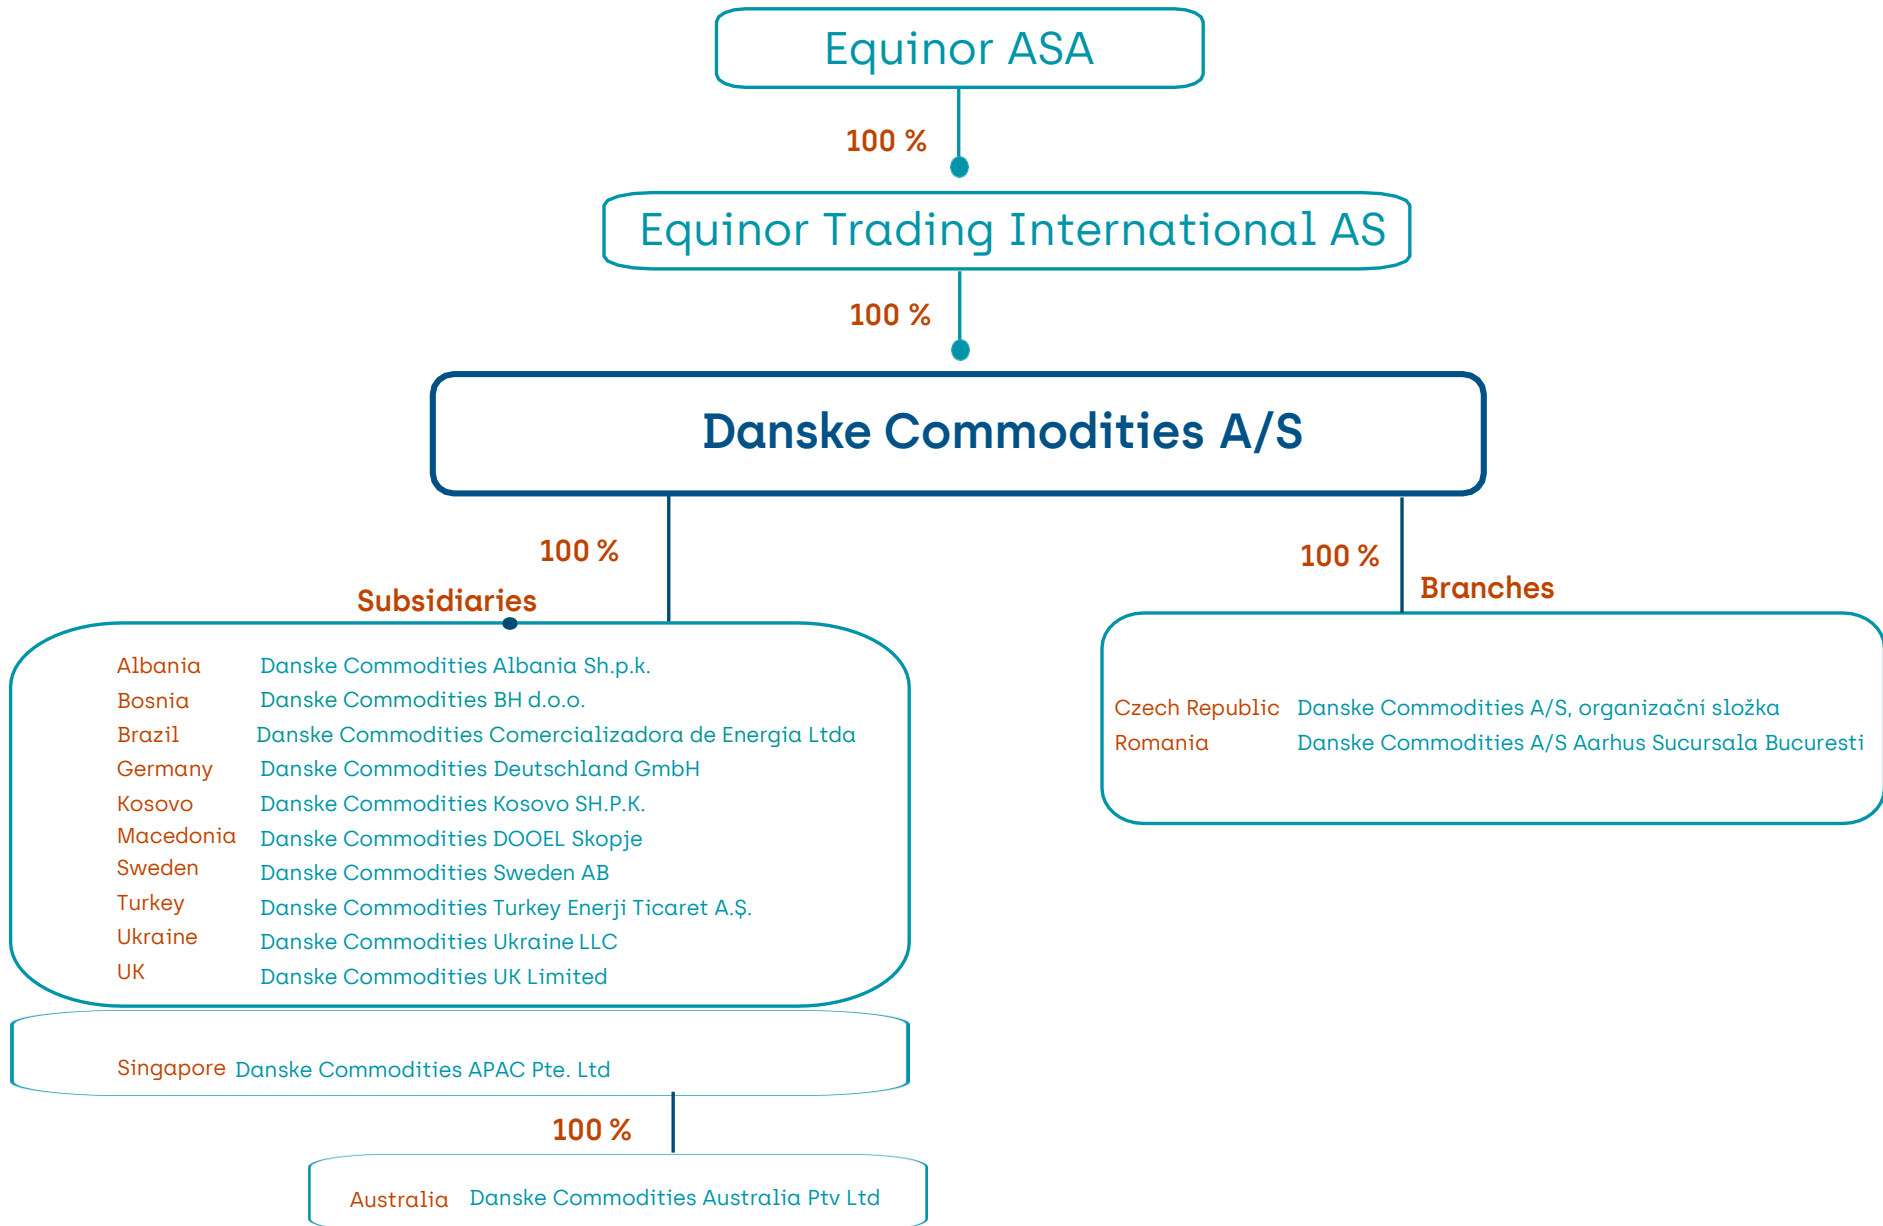 Equinor ASA
100 %
Equinor Trading International AS
100 %
Danske Commodities A/S
100 %
Subsidiaries
Albania Danske Commodities Albania Sh.p.k.
Bosnia Danske Commodities BH d.o.o.
Brazil Danske Commodities Comercializadora de Energia Ltda
Germany Danske Commodities Deutschland GmbH
Kosovo Danske Commodities Kosovo SH.P.K.
Macedonia Danske Commodities DOOEL Skopje
Sweden Danske Commodities Sweden AB
Turkey Danske Commodities Turkey Enerji Ticaret A.Ş.
Ukraine Danske Commodities Ukraine LLC
UK Danske Commodities UK Limited
Singapore Danske Commodities APAC Pte. Ltd
100 %
Australia Danske Commodities Australia Ptv Ltd
100 %
Branches
Czech Republic Danske Commodities A/S, organizační složka
Romania Danske Commodities A/S Aarhus Sucursala Bucuresti